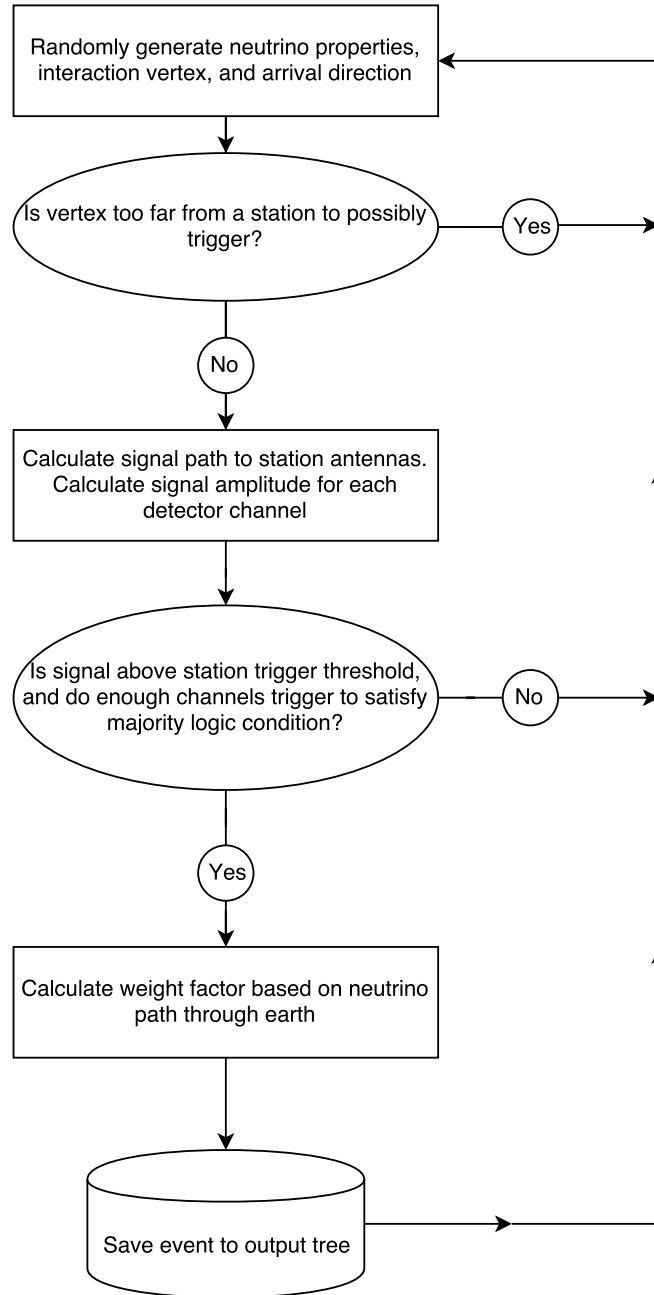 Randomly generate neutrino properties,
interaction vertex, and arrival direction
Is vertex too far from a station to possibly
trigger?
Yes
No
Calculate signal path to station antennas.
Calculate signal amplitude for each
detector channel
Is signal above station trigger threshold,
and do enough channels trigger to satisfy
majority logic condition?
No
Yes
Calculate weight factor based on neutrino
path through earth
Save event to output tree